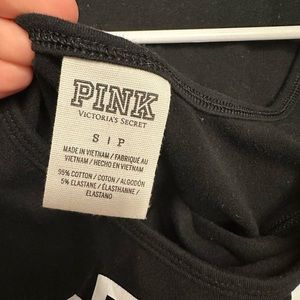 PINK
VICTORIA'S SECRET
S | P
MADE IN VIETNAM / FABRIQUÉ AU
VIETNAM / HECHO EN VIETNAM
95% COTTON / COTON / ALGODÓN
5% ELASTANE / ÉLASTHANNE /
ELASTANO